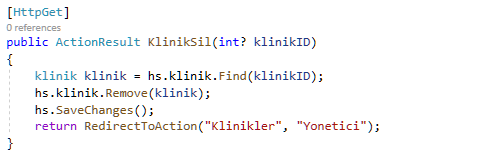 [HttpGet]
0 references
public ActionResult KlinikSil(int? klinikID)
{
klinik klinik = hs.klinik.Find(klinikID);
hs.klinik.Remove(klinik);
hs.SaveChanges();
return RedirectToAction("Klinikler", "Yonetici");
}